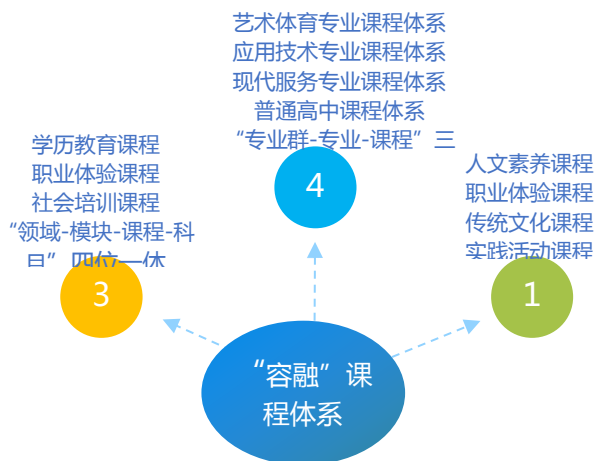 艺术体育专业课程体系
应用技术专业课程体系
现代服务专业课程体系
普通高中课程体系
“专业群-专业-课程”三
4
学历教育课程
职业体验课程
社会培训课程
“领域-模块-课程-科
目”四位一体
3
人文素养课程
职业体验课程
传统文化课程
实践活动课程
1
“容融”课
程体系